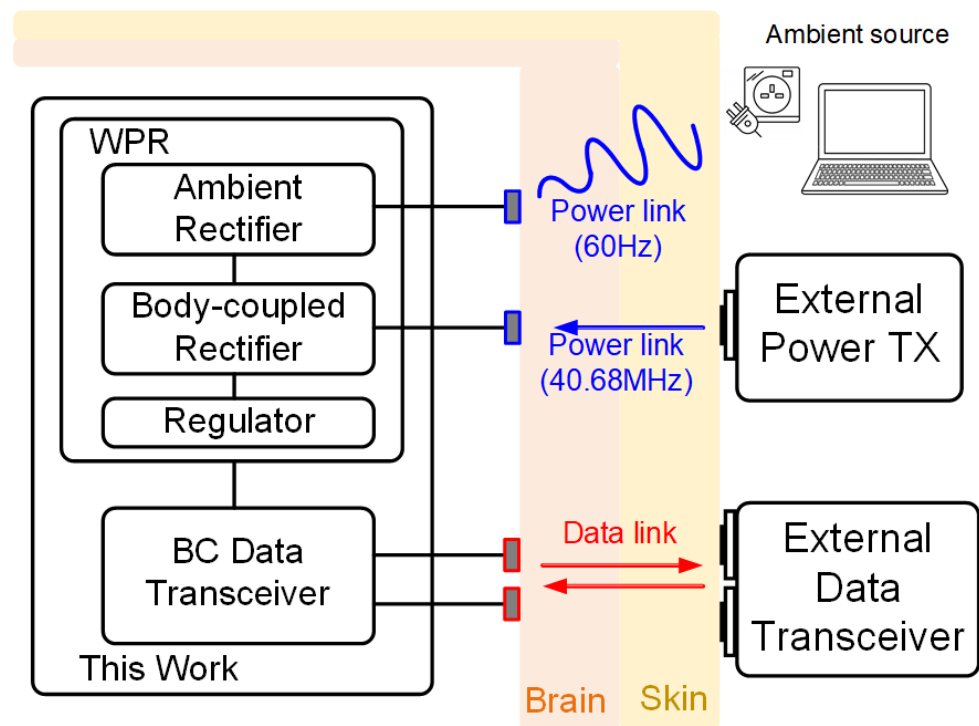 Ambient source
WPR
Ambient
Rectifier
Power link
(60Hz)
Body-coupled
Rectifier
Power link
(40.68MHz)
External
Power TX
Regulator
BC Data
Transceiver
Data link
External
Data
Transceiver
This Work
Brain
Skin